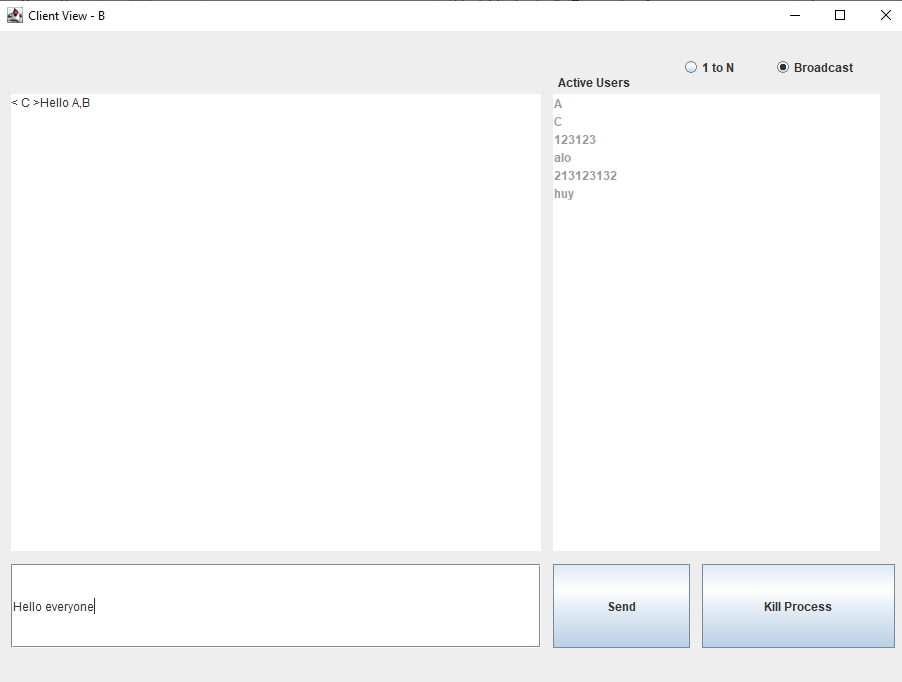 Client View - B
1 to N
Broadcast
Active Users
< C >Hello A,B
A
C
123123
alo
213123132
huy
Hello everyone
Send
Kill Process